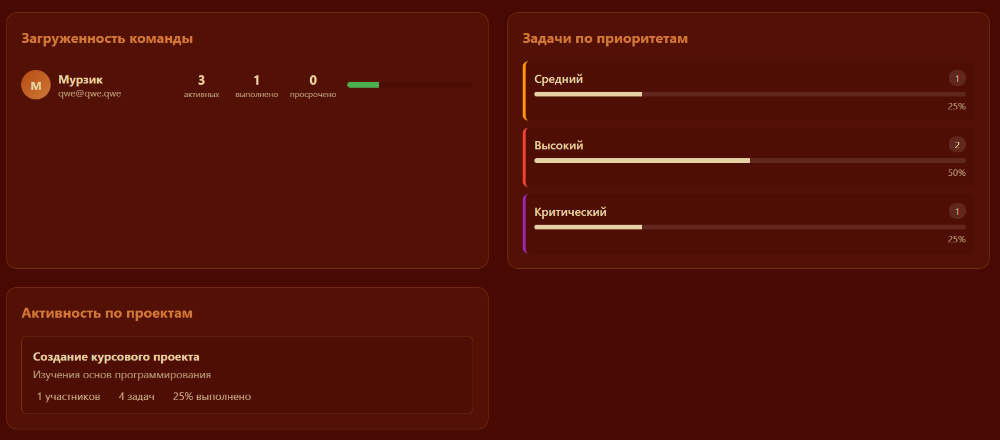 Загруженность команды
М
Мурзик
qwe@qwe.qwe
3
активных
1
выполнено
0
просрочено
Задачи по приоритетам
Средний
1
25%
Высокий
2
50%
Критический
1
25%
Активность по проектам
Создание курсового проекта
Изучения основ программирования
1 участников 4 задач 25% выполнено